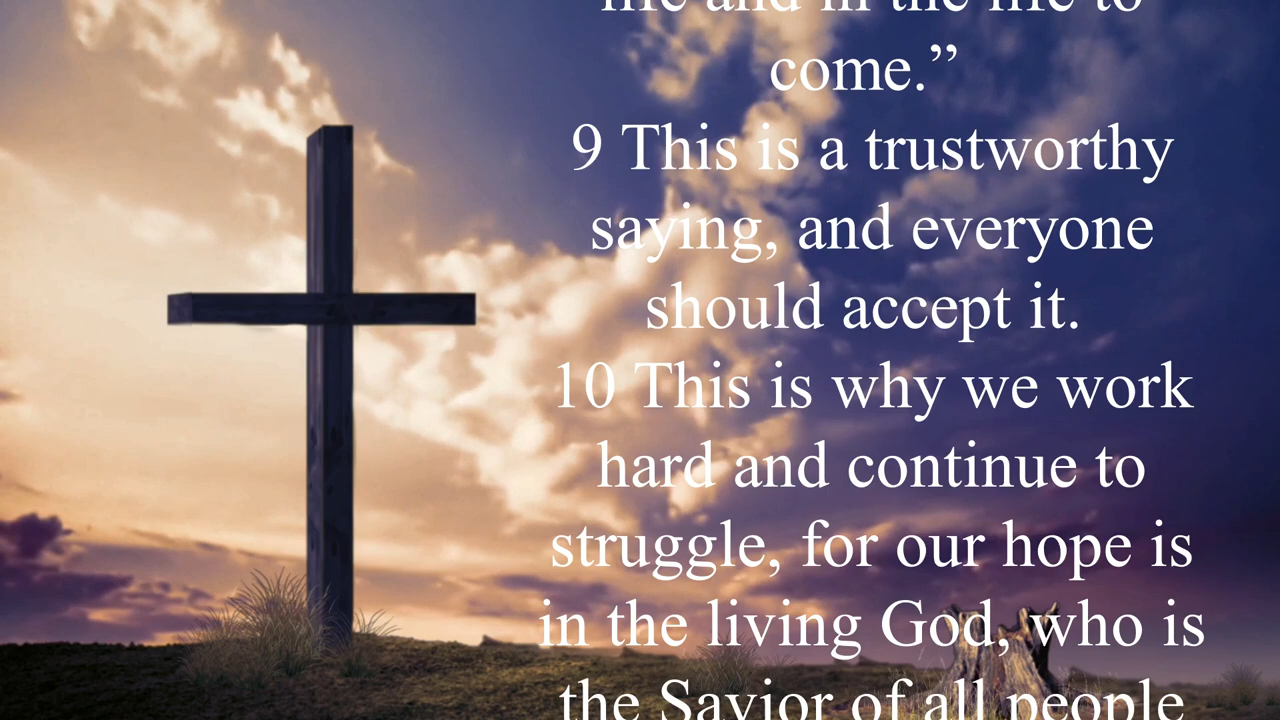 life and in the life to
come.”
9 This is a trustworthy
saying, and everyone
should accept it.
10 This is why we work
hard and continue to
struggle, for our hope is
in the living God, who is
the Savior of all people